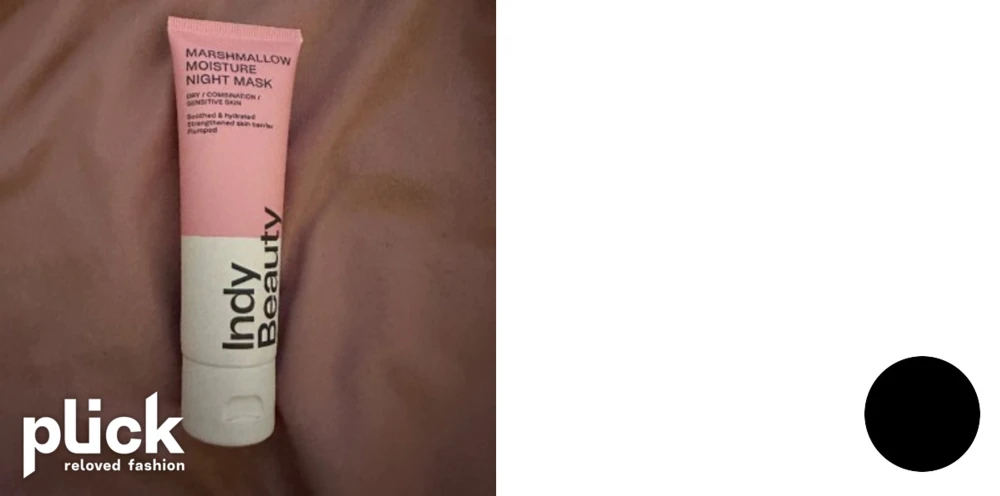 MARSHMALLOW
MOISTURE
NIGHT MASK
DRY / COMBINATION /
SENSITIVE SKIN
Soothed & hydrated
Strengthened skin barrier
Plumped
Indy
Beauty
plick
reloved fashion